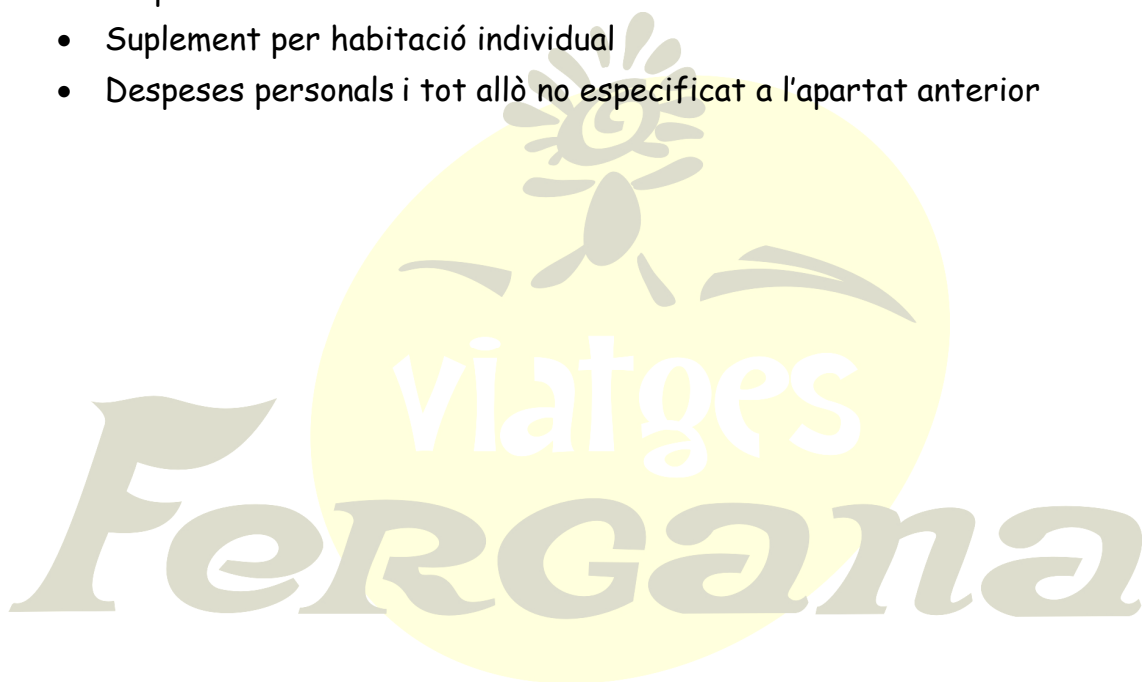 • Suplement per habitació individual
• Despeses personals i tot allò no especificat a l'apartat anterior
viatges
FeRGana